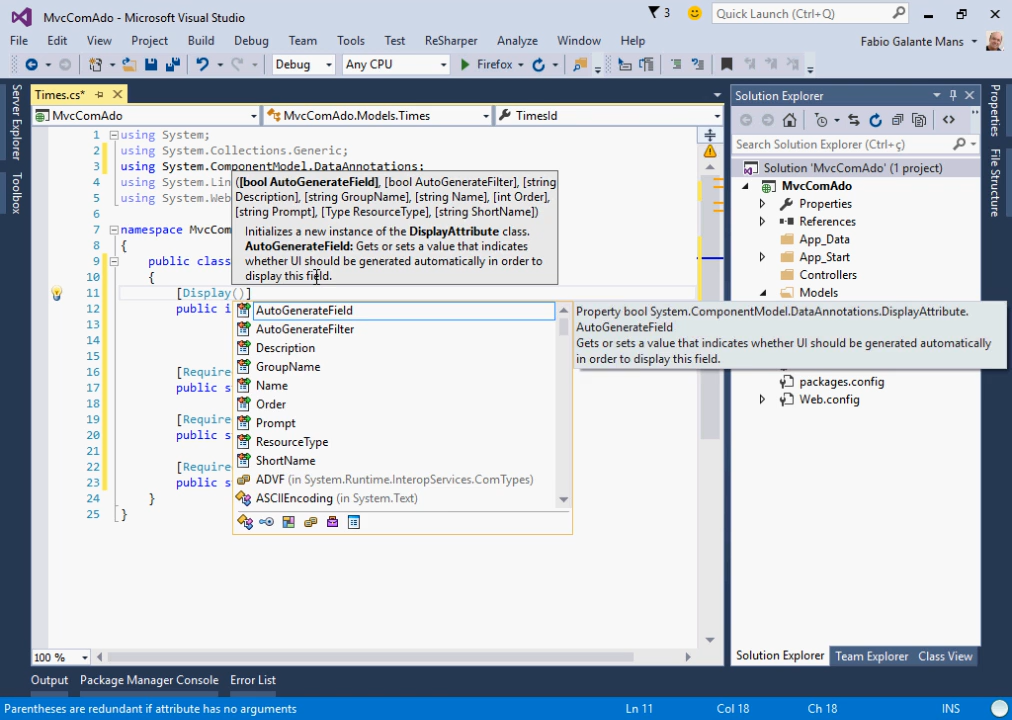 MvcComAdo - Microsoft Visual Studio
3
Quick Launch (Ctrl+Q)
File Edit View Project Build Debug Team Tools Test ReSharper Analyze Window Help
Fabio Galante Mans
Debug Any CPU Firefox
Server Explorer
Toolbox
Times.cs*
MvcComAdo MvcComAdo.Models.Times TimesId
1 using System;
2 using System.Collections.Generic;
3 using System.ComponentModel.DataAnnotations;
4 using System.Lin
5 using System.Web
6
7 namespace MvcCom
8 {
9 public class
10 {
11 [Display()]
12 public i
13
14
15
16 [Require
17 public s
18
19 [Require
20 public s
21
22 [Require
23 public s
24 }
25 }
([bool AutoGenerateField], [bool AutoGenerateFilter], [string
Description], [string GroupName], [string Name], [int Order],
[string Prompt], [Type ResourceType], [string ShortName])
Initializes a new instance of the DisplayAttribute class.
AutoGenerateField: Gets or sets a value that indicates
whether UI should be generated automatically in order to
display this field.
AutoGenerateField
AutoGenerateFilter
Description
GroupName
Name
Order
Prompt
ResourceType
ShortName
ADVF (in System.Runtime.InteropServices.ComTypes)
ASCIIEncoding (in System.Text)
Property bool System.ComponentModel.DataAnnotations.DisplayAttribute.
AutoGenerateField
Gets or sets a value that indicates whether UI should be generated automatically
in order to display this field.
Solution Explorer
Search Solution Explorer (Ctrl+ç)
Solution 'MvcComAdo' (1 project)
MvcComAdo
Properties
References
App_Data
App_Start
Controllers
Models
packages.config
Web.config
Solution Explorer Team Explorer Class View
Properties
File Structure
100 %
Output Package Manager Console Error List
Parentheses are redundant if attribute has no arguments
Ln 11 Col 18 Ch 18 INS